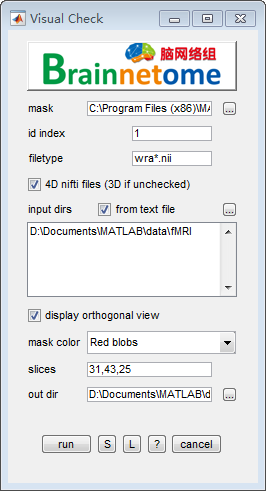 Visual Check
脑网络组
Brainnetome
mask C:\Program Files (x86)\MA ...
id index 1
filetype wra*.nii
4D nifti files (3D if unchecked)
input dirs from text file ...
D:\Documents\MATLAB\data\fMRI
display orthogonal view
mask color Red blobs
slices 31,43,25
out dir D:\Documents\MATLAB\d ...
run S L ? cancel